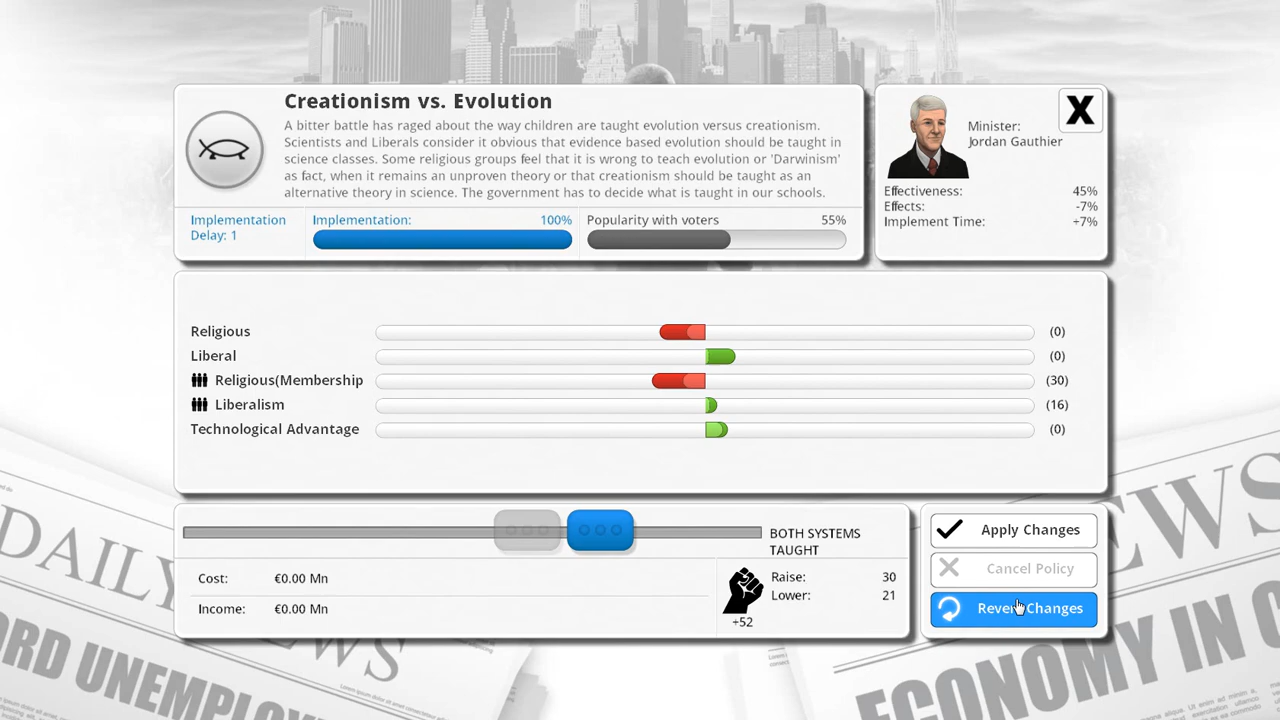 Creationism vs. Evolution
A bitter battle has raged about the way children are taught evolution versus creationism.
Scientists and Liberals consider it obvious that evidence based evolution should be taught in
science classes. Some religious groups feel that it is wrong to teach evolution or 'Darwinism'
as fact, when it remains an unproven theory or that creationism should be taught as an
alternative theory in science. The government has to decide what is taught in our schools.
Implementation
Delay: 1
Implementation: 100%
Popularity with voters 55%
Minister:
Jordan Gauthier
X
Effectiveness: 45%
Effects: -7%
Implement Time: +7%
Religious (0)
Liberal (0)
Religious(Membership (30)
Liberalism (16)
Technological Advantage (0)
BOTH SYSTEMS
TAUGHT
Cost: €0.00 Mn
Income: €0.00 Mn
+52
Raise: 30
Lower: 21
Apply Changes
Cancel Policy
Revert Changes
DAILY
NEWS
ORD UNEMPLO
ECONOMY IN C